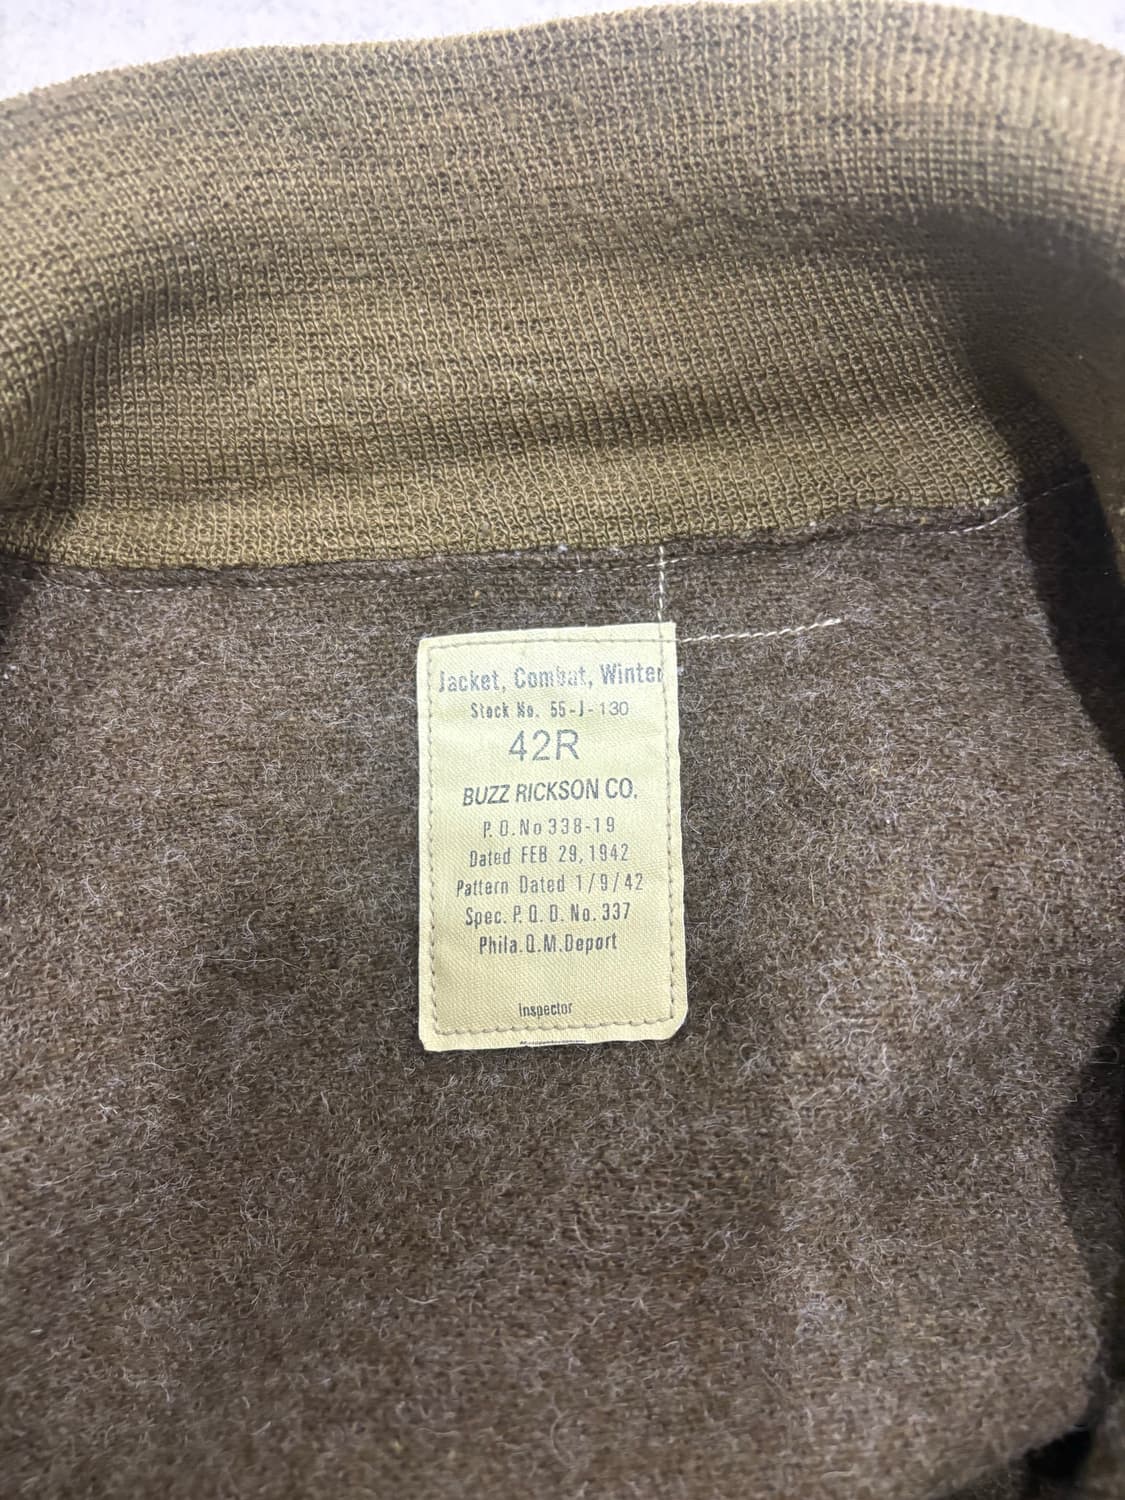 Jacket, Combat, Winter
Stock No. 55-J-130
42R
BUZZ RICKSON CO.
P.O.No 338-19
Dated FEB 29, 1942
Pattern Dated 1/9/42
Spec. P.Q.D. No. 337
Phila.Q.M.Deport
Inspector